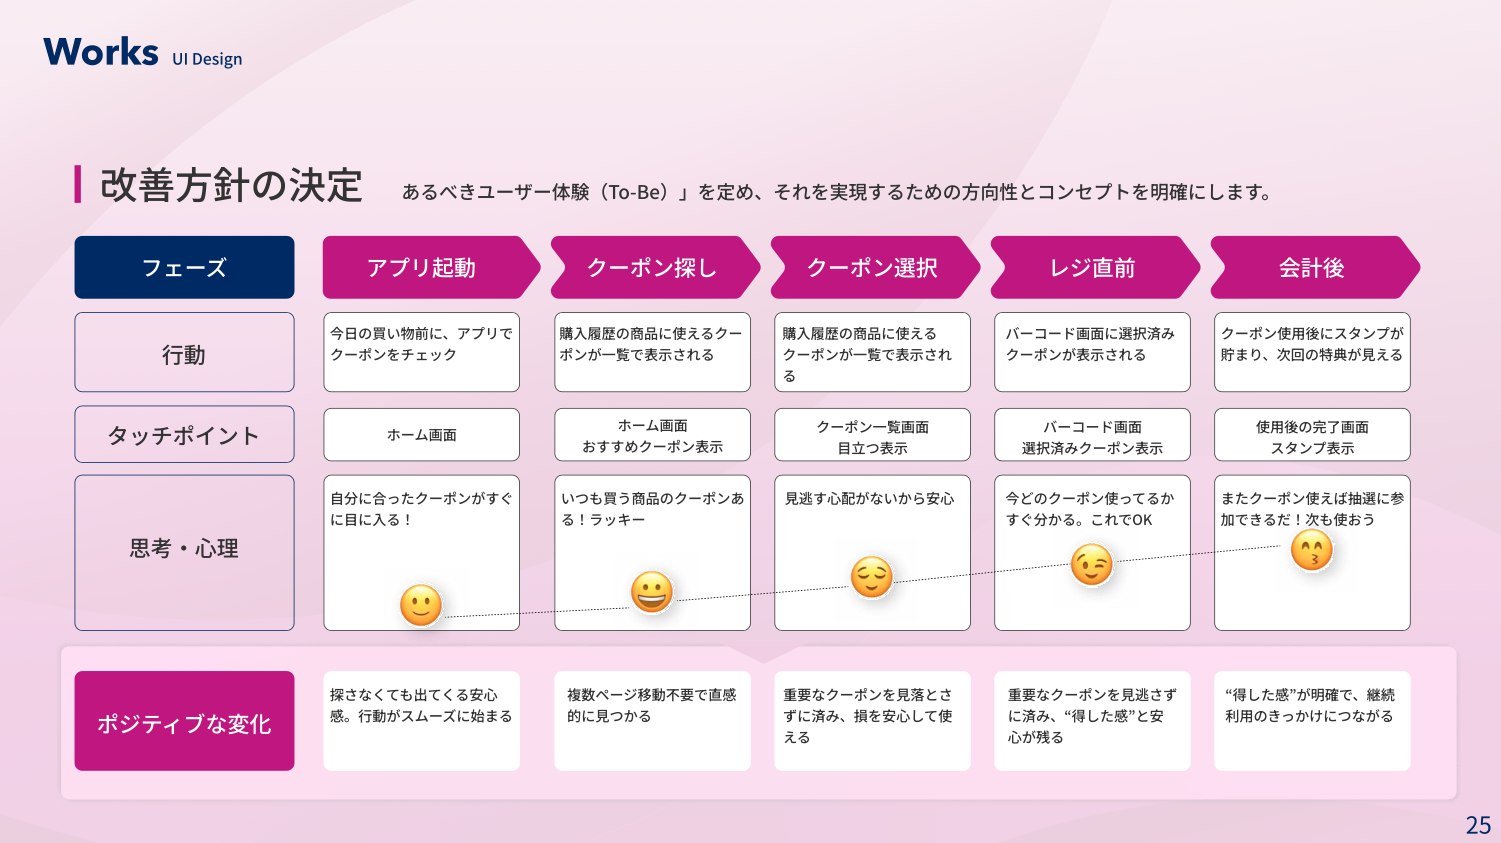 Works UI Design
改善方針の決定
あるべきユーザー体験（To-Be）」を定め、それを実現するための方向性とコンセプトを明確にします。
フェーズ
アプリ起動
クーポン探し
クーポン選択
レジ直前
会計後
行動
今日の買い物前に、アプリで
クーポンをチェック
購入履歴の商品に使えるクー
ポンが一覧で表示される
購入履歴の商品に使える
クーポンが一覧で表示され
る
バーコード画面に選択済み
クーポンが表示される
クーポン使用後にスタンプが
貯まり、次回の特典が見える
タッチポイント
ホーム画面
ホーム画面
おすすめクーポン表示
クーポン一覧画面
目立つ表示
バーコード画面
選択済みクーポン表示
使用後の完了画面
スタンプ表示
思考・心理
自分に合ったクーポンがすぐ
に目に入る！
いつも買う商品のクーポンあ
る！ラッキー
見逃す心配がないから安心
今どのクーポン使ってるか
すぐ分かる。これでOK
またクーポン使えば抽選に参
加できるだ！次も使おう
ポジティブな変化
探さなくても出てくる安心
感。行動がスムーズに始まる
複数ページ移動不要で直感
的に見つかる
重要なクーポンを見落とさ
ずに済み、損を安心して使
える
重要なクーポンを見逃さず
に済み、“得した感”と安
心が残る
“得した感”が明確で、継続
利用のきっかけにつながる
25